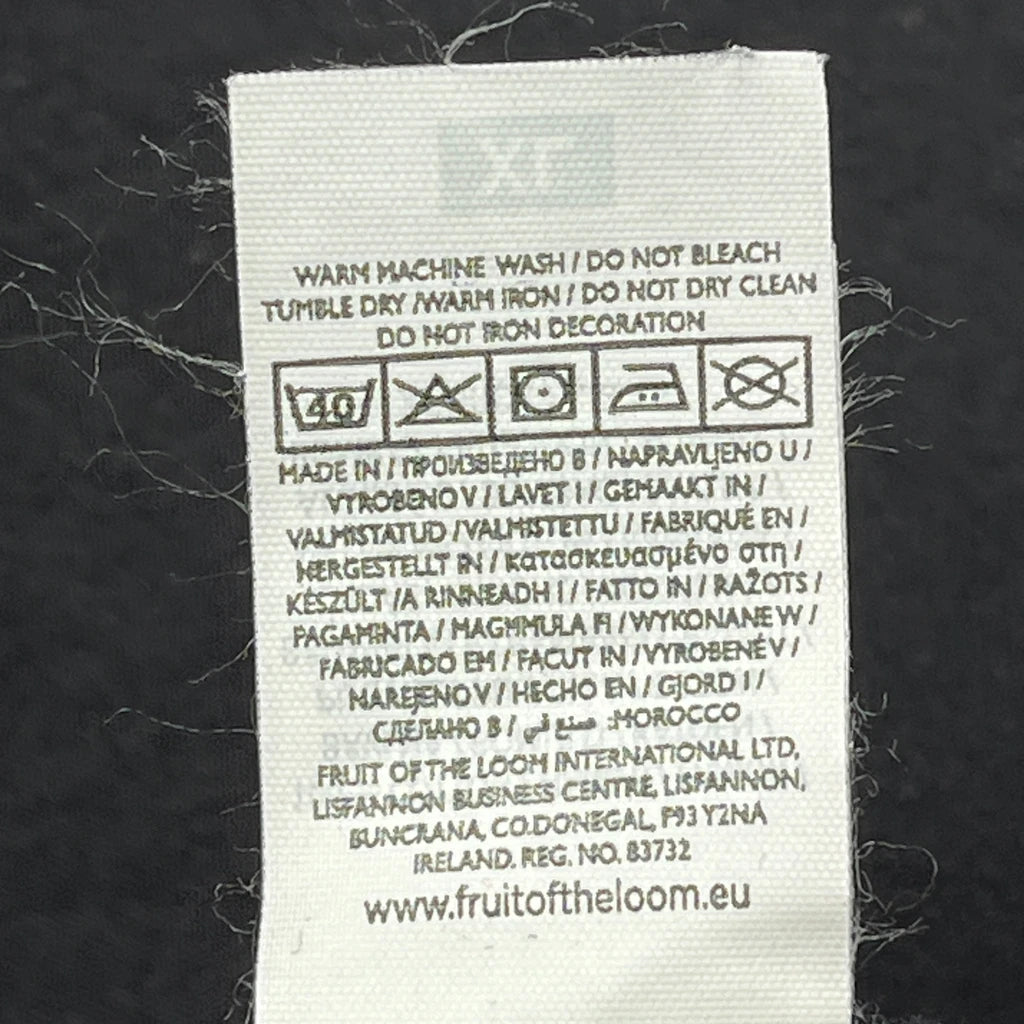 WARM MACHINE WASH / DO NOT BLEACH
TUMBLE DRY /WARM IRON / DO NOT DRY CLEAN
DO NOT IRON DECORATION
40
MADE IN / ПРОИЗВЕДЕНО В / NAPRAVLJENO U /
VYROBENO V / LAVET I / GEMAAKT IN /
VALMISTATUD /VALMISTETTU / FABRIQUÉ EN /
HERGESTELLT IN / κατασκευασμένο στη /
KÉSZÜLT /A RINNEADH I / FATTO IN / RAŽOTS /
PAGAMINTA / MAGHMULA FI /WYKONANE W /
FABRICADO EM / FACUT IN /VYROBENÉ V /
NAREJENO V / HECHO EN / GJORD I /
СДЕЛАНО В / صنع في :MOROCCO
FRUIT OF THE LOOM INTERNATIONAL LTD,
LISFANNON BUSINESS CENTRE, LISFANNON,
BUNCRANA, CO.DONEGAL, P93 Y2NA
IRELAND. REG. NO. 83732
www.fruitoftheloom.eu